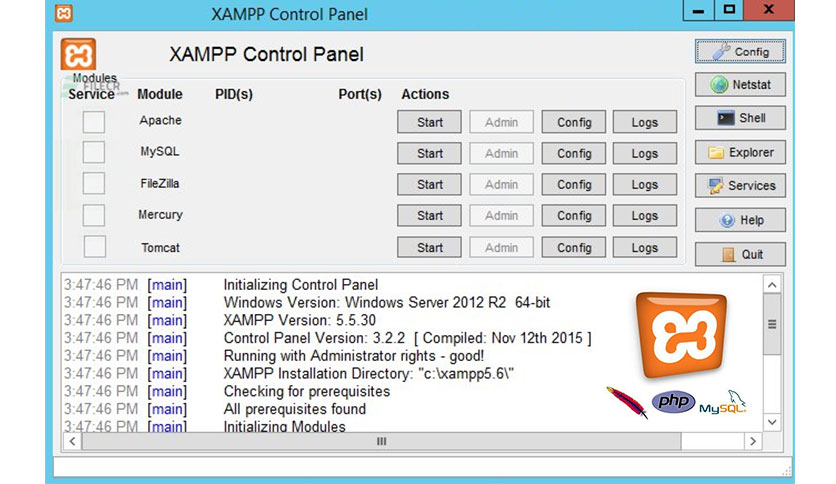 XAMPP Control Panel
XAMPP Control Panel
Config
Modules
FILECR
.com
Service Module PID(s) Port(s) Actions
Netstat
Apache Start Admin Config Logs
Shell
MySQL Start Admin Config Logs
Explorer
FileZilla Start Admin Config Logs
Services
Mercury Start Admin Config Logs
Help
Tomcat Start Admin Config Logs
Quit
3:47:46 PM [main] Initializing Control Panel
3:47:46 PM [main] Windows Version: Windows Server 2012 R2 64-bit
3:47:46 PM [main] XAMPP Version: 5.5.30
3:47:46 PM [main] Control Panel Version: 3.2.2 [ Compiled: Nov 12th 2015 ]
3:47:46 PM [main] Running with Administrator rights - good!
3:47:46 PM [main] XAMPP Installation Directory: "c:\xampp5.6\"
3:47:46 PM [main] Checking for prerequisites
3:47:46 PM [main] All prerequisites found
3:47:46 PM [main] Initializing Modules
php
MySQL